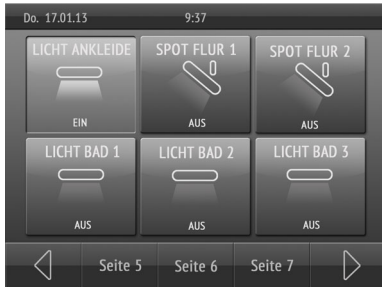 Do. 17.01.13 9:37
LICHT ANKLEIDE SPOT FLUR 1 SPOT FLUR 2
EIN AUS AUS
LICHT BAD 1 LICHT BAD 2 LICHT BAD 3
AUS AUS AUS
Seite 5 Seite 6 Seite 7